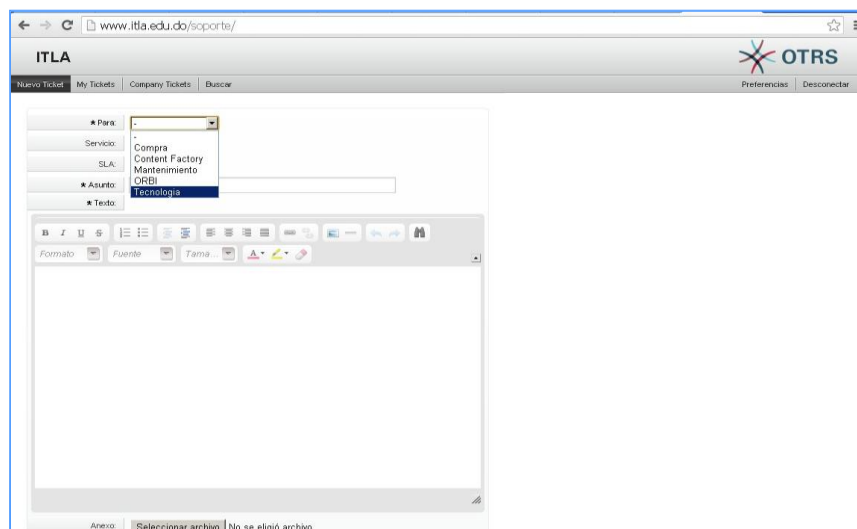 www.itla.edu.do/soporte/
ITLA
OTRS
Nuevo Ticket My Tickets Company Tickets Buscar Preferencias Desconectar
* Para: -
-
Compra
Content Factory
Mantenimiento
ORBI
Tecnologia
Servicio:
SLA:
* Asunto:
* Texto:
B I U S
Formato Fuente Tama... A
Anexo: Seleccionar archivo No se eligió archivo